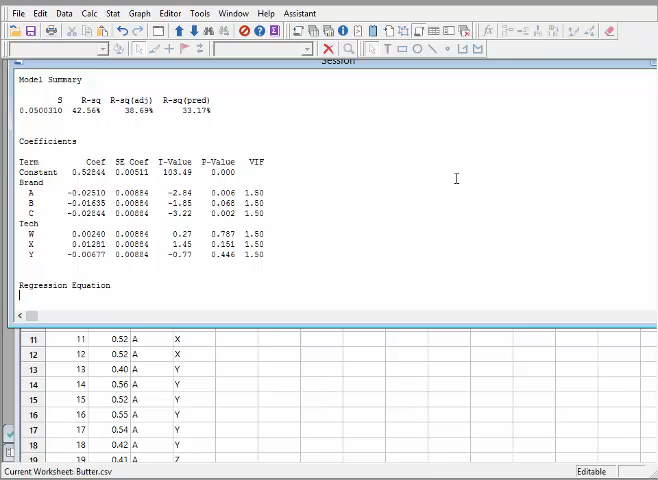 File Edit Data Calc Stat Graph Editor Tools Window Help Assistant
Session
Model Summary
S R-sq R-sq(adj) R-sq(pred)
0.0500310 42.56% 38.69% 33.17%
Coefficients
Term Coef SE Coef T-Value P-Value VIF
Constant 0.52844 0.00511 103.49 0.000
Brand
A -0.02510 0.00884 -2.84 0.006 1.50
B -0.01635 0.00884 -1.85 0.068 1.50
C -0.02844 0.00884 -3.22 0.002 1.50
Tech
W 0.00240 0.00884 0.27 0.787 1.50
X 0.01281 0.00884 1.45 0.151 1.50
Y -0.00677 0.00884 -0.77 0.446 1.50
Regression Equation
11 11 0.52 A X
12 12 0.52 A X
13 13 0.40 A Y
14 14 0.56 A Y
15 15 0.52 A Y
16 16 0.55 A Y
17 17 0.54 A Y
18 18 0.42 A Y
19 19 0.41 A Z
Current Worksheet: Butter.csv Editable